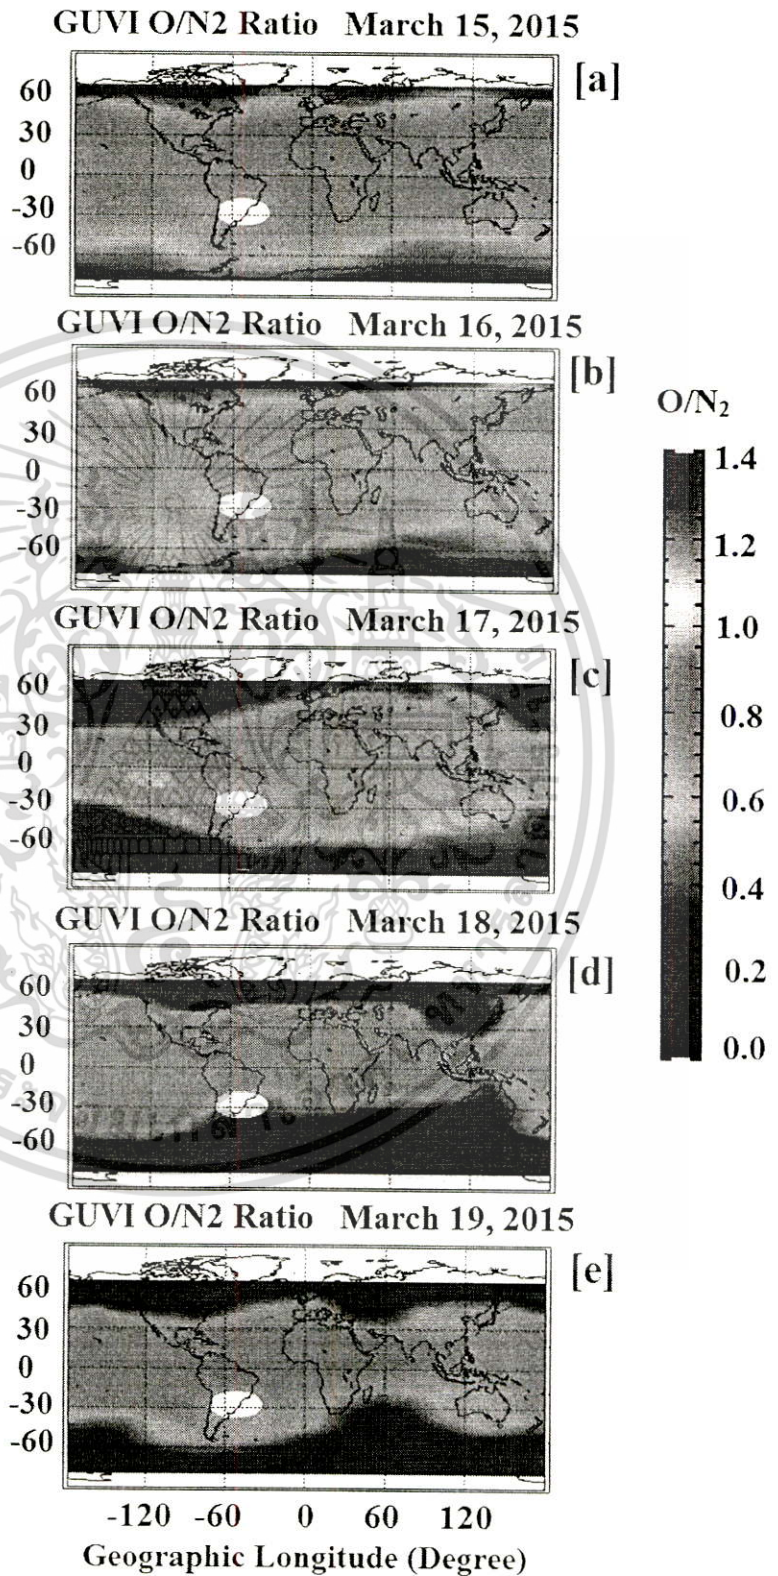 GUVI O/N2 Ratio March 15, 2015
[a]
60
30
0
-30
-60
GUVI O/N2 Ratio March 16, 2015
[b]
60
30
0
-30
-60
O/N₂
1.4
1.2
1.0
0.8
0.6
0.4
0.2
0.0
GUVI O/N2 Ratio March 17, 2015
[c]
60
30
0
-30
-60
GUVI O/N2 Ratio March 18, 2015
[d]
60
30
0
-30
-60
GUVI O/N2 Ratio March 19, 2015
[e]
60
30
0
-30
-60
-120 -60 0 60 120
Geographic Longitude (Degree)